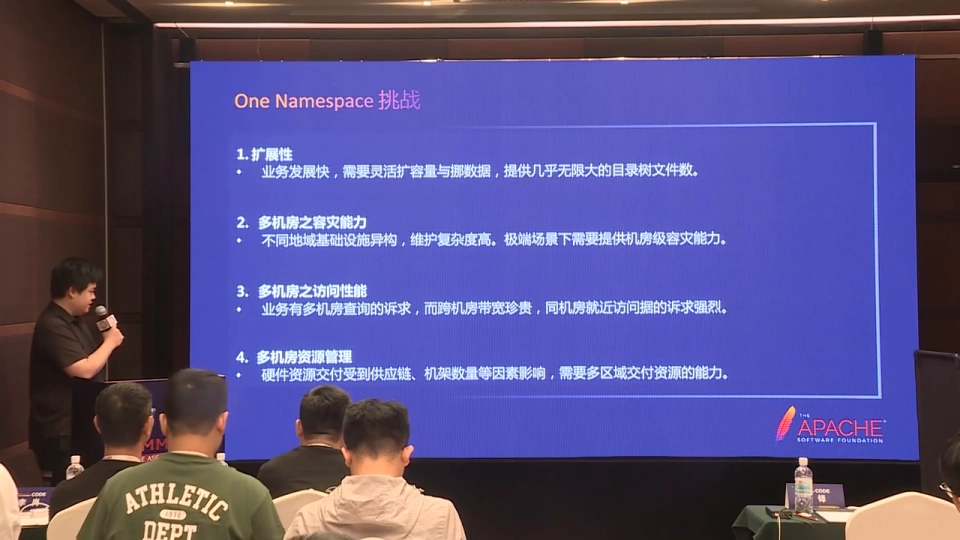 One Namespace 挑战
1. 扩展性
• 业务发展快，需要灵活扩容量与挪数据，提供几乎无限大的目录树文件数。
2. 多机房之容灾能力
• 不同地域基础设施异构，维护复杂度高。极端场景下需要提供机房级容灾能力。
3. 多机房之访问性能
• 业务有多机房查询的诉求，而跨机房带宽珍贵，同机房就近访问据的诉求强烈。
4. 多机房资源管理
• 硬件资源交付受到供应链、机架数量等因素影响，需要多区域交付资源的能力。
THE
APACHE
SOFTWARE FOUNDATION
ATHLETIC
1972
DEPT
CODE
CODE